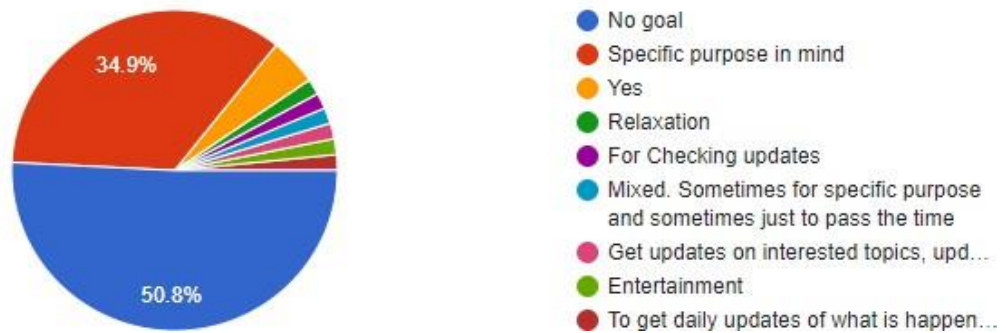 34.9%
50.8%
No goal
Specific purpose in mind
Yes
Relaxation
For Checking updates
Mixed. Sometimes for specific purpose
and sometimes just to pass the time
Get updates on interested topics, upd...
Entertainment
To get daily updates of what is happen...